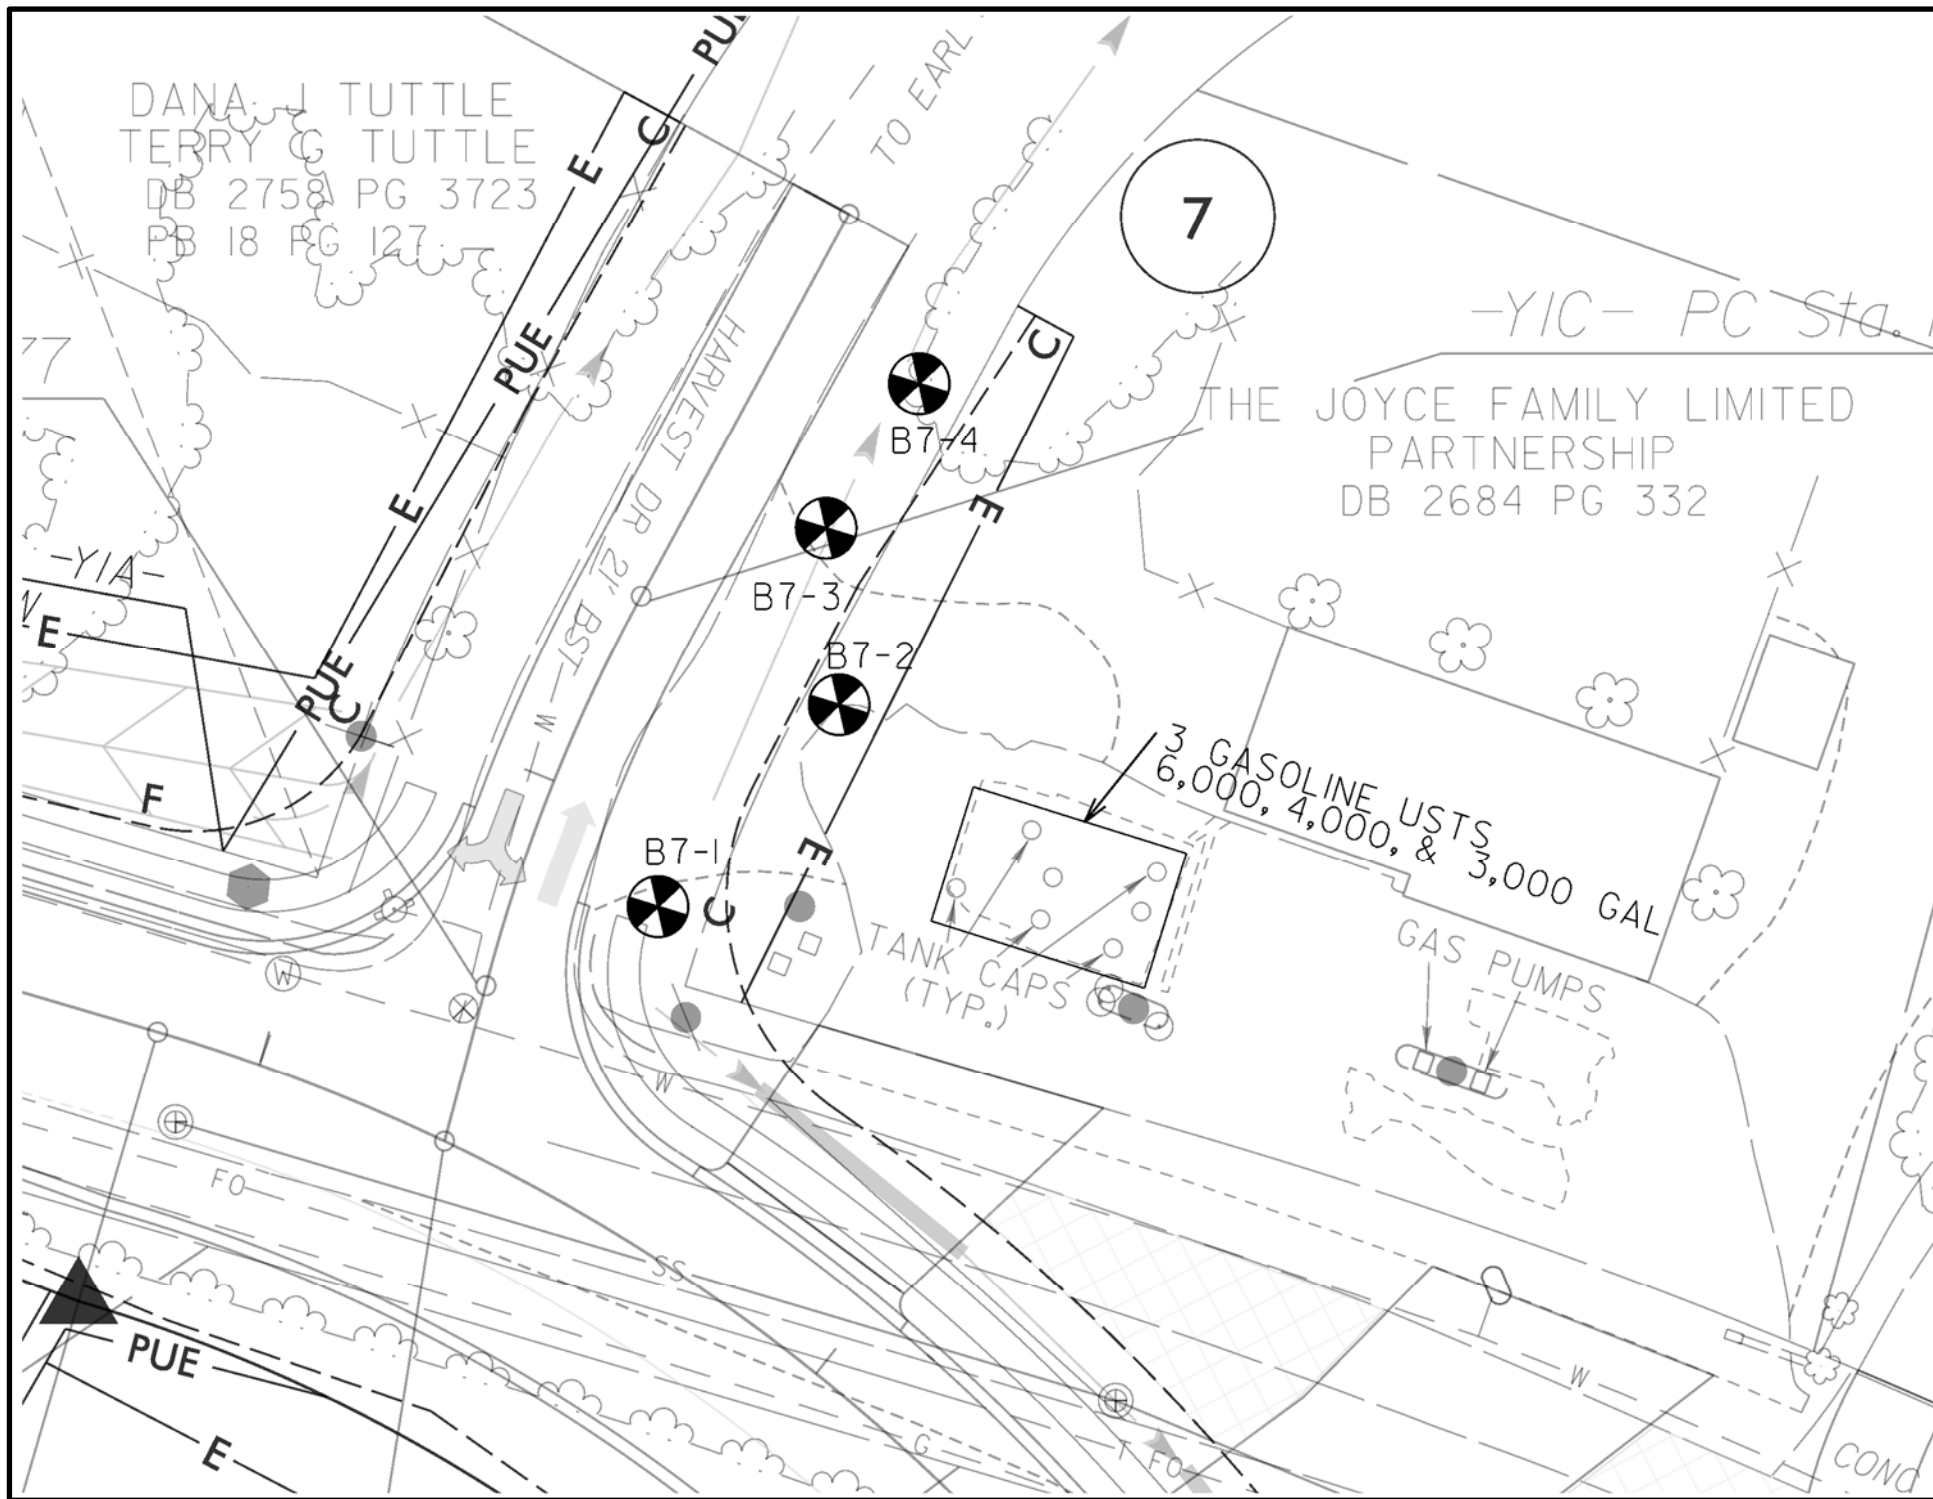 PUE
DANA J TUTTLE
TERRY G TUTTLE
DB 2758 PG 3723
PB 18 PG 127
TO EARL
E
C
7
-Y1C- PC Sta.
PUE
HARVEST DR 21' BST
C
77
THE JOYCE FAMILY LIMITED
PARTNERSHIP
DB 2684 PG 332
B7-4
E
E
-Y1A-
B7-3
E
B7-2
PUE
C
W
3 GASOLINE USTS
6,000, 4,000, & 3,000 GAL
F
B7-1
E
C
TANK CAPS
(TYP.)
GAS PUMPS
W
W
FO
SS
PUE
W
E
G
T
FO
CONC